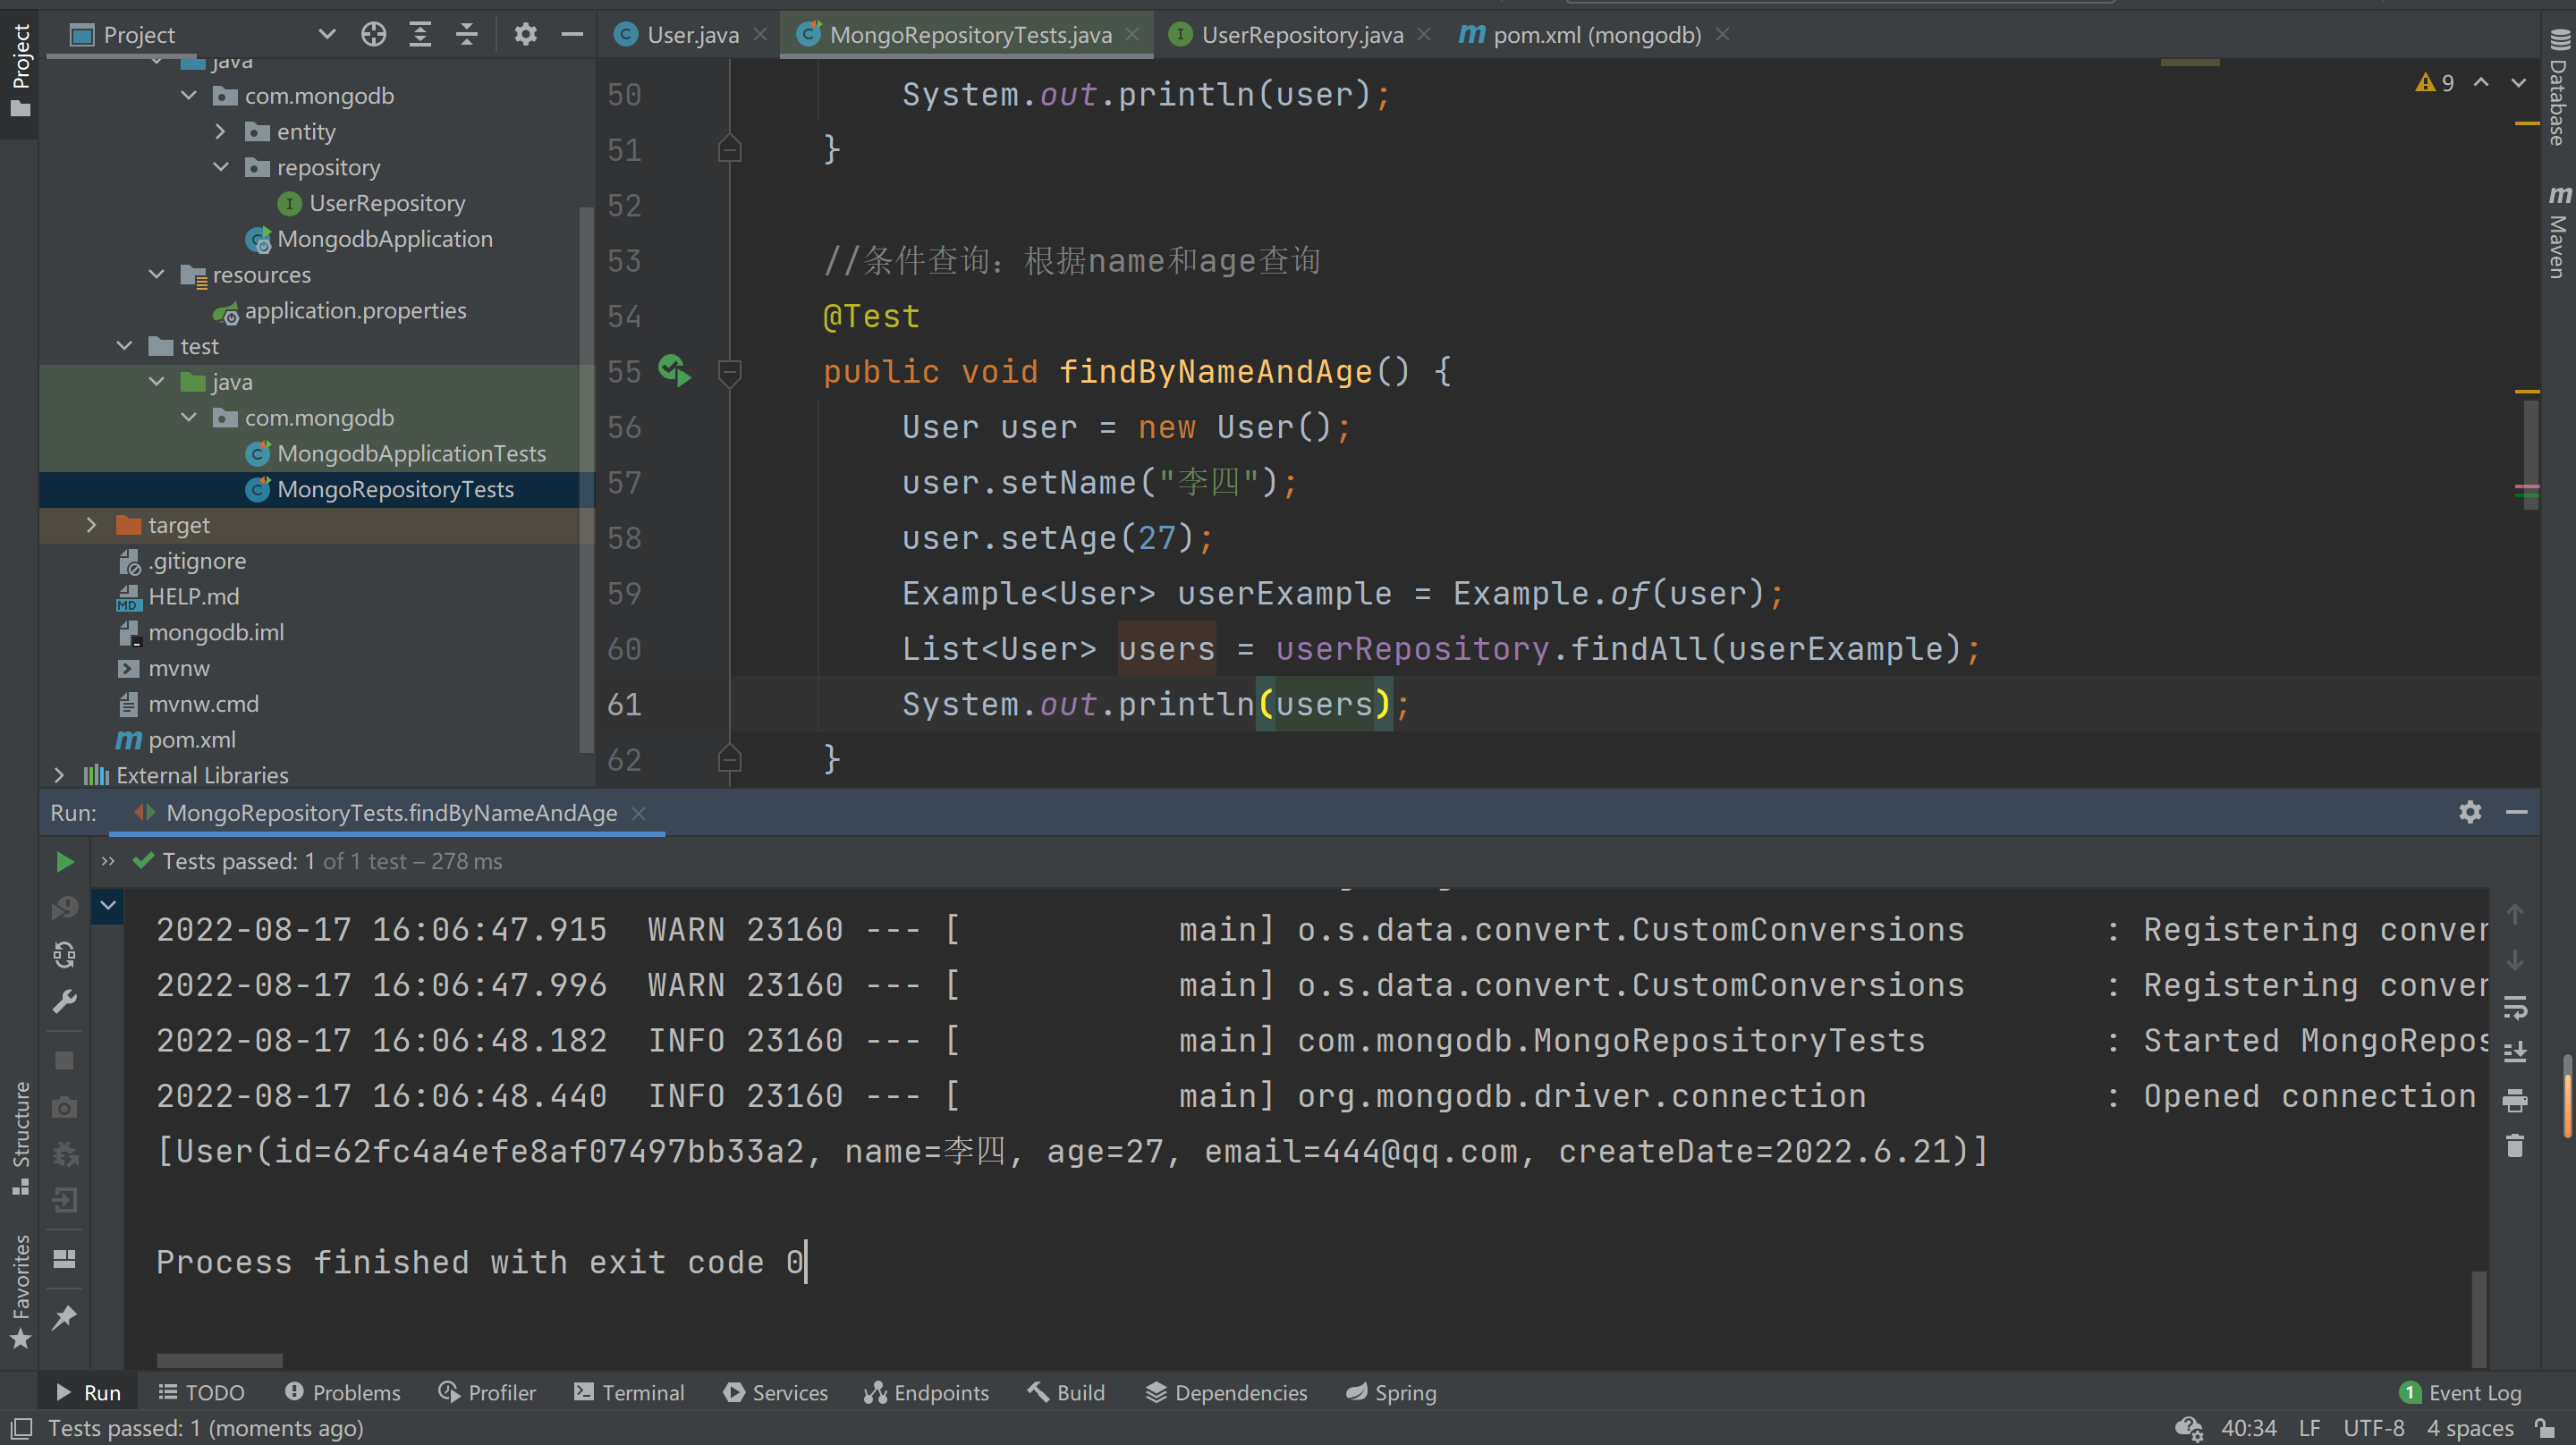 Project
User.java
MongoRepositoryTests.java
UserRepository.java
pom.xml (mongodb)
Project
java
com.mongodb
entity
repository
UserRepository
MongodbApplication
resources
application.properties
test
java
com.mongodb
MongodbApplicationTests
MongoRepositoryTests
target
.gitignore
HELP.md
mongodb.iml
mvnw
mvnw.cmd
pom.xml
External Libraries
9
50 System.out.println(user);
51 }
52
53 //条件查询：根据name和age查询
54 @Test
55 public void findByNameAndAge() {
56 User user = new User();
57 user.setName("李四");
58 user.setAge(27);
59 Example<User> userExample = Example.of(user);
60 List<User> users = userRepository.findAll(userExample);
61 System.out.println(users);
62 }
Database
Maven
Run: MongoRepositoryTests.findByNameAndAge
Tests passed: 1 of 1 test – 278 ms
2022-08-17 16:06:47.915  WARN 23160 --- [           main] o.s.data.convert.CustomConversions       : Registering conver
2022-08-17 16:06:47.996  WARN 23160 --- [           main] o.s.data.convert.CustomConversions       : Registering conver
2022-08-17 16:06:48.182  INFO 23160 --- [           main] com.mongodb.MongoRepositoryTests         : Started MongoRepos
2022-08-17 16:06:48.440  INFO 23160 --- [           main] org.mongodb.driver.connection            : Opened connection
[User(id=62fc4a4efe8af07497bb33a2, name=李四, age=27, email=444@qq.com, createDate=2022.6.21)]
Process finished with exit code 0
Structure
Favorites
Run TODO Problems Profiler Terminal Services Endpoints Build Dependencies Spring 1 Event Log
Tests passed: 1 (moments ago) 40:34 LF UTF-8 4 spaces